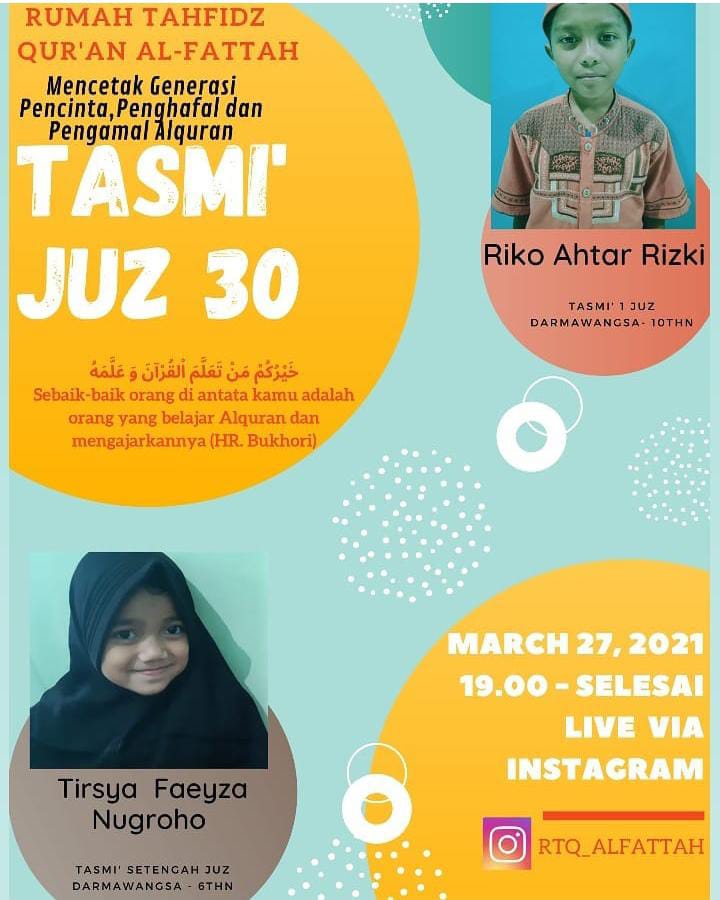 RUMAH TAHFIDZ
QUR'AN AL-FATTAH
Mencetak Generasi
Pencinta,Penghafal dan
Pengamal Alquran
TASMI'
JUZ 30
خَيْرُكُمْ مَنْ تَعَلَّمَ الْقُرْآنَ وَ عَلَّمَهُ
Sebaik-baik orang di antata kamu adalah
orang yang belajar Alquran dan
mengajarkannya (HR. Bukhori)
Riko Ahtar Rizki
TASMI' 1 JUZ
DARMAWANGSA- 10THN
Tirsya Faeyza
Nugroho
TASMI' SETENGAH JUZ
DARMAWANGSA - 6THN
MARCH 27, 2021
19.00 - SELESAI
LIVE VIA
INSTAGRAM
RTQ_ALFATTAH